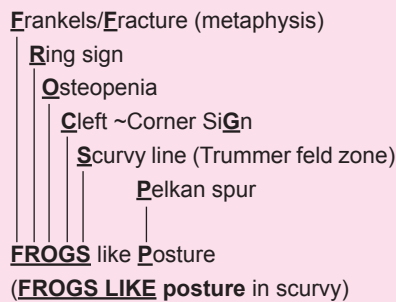 Frankels/Fracture (metaphysis)
Ring sign
Osteopenia
Cleft ~Corner SiGn
Scurvy line (Trummer feld zone)
Pelkan spur
FROGS like Posture
(FROGS LIKE posture in scurvy)